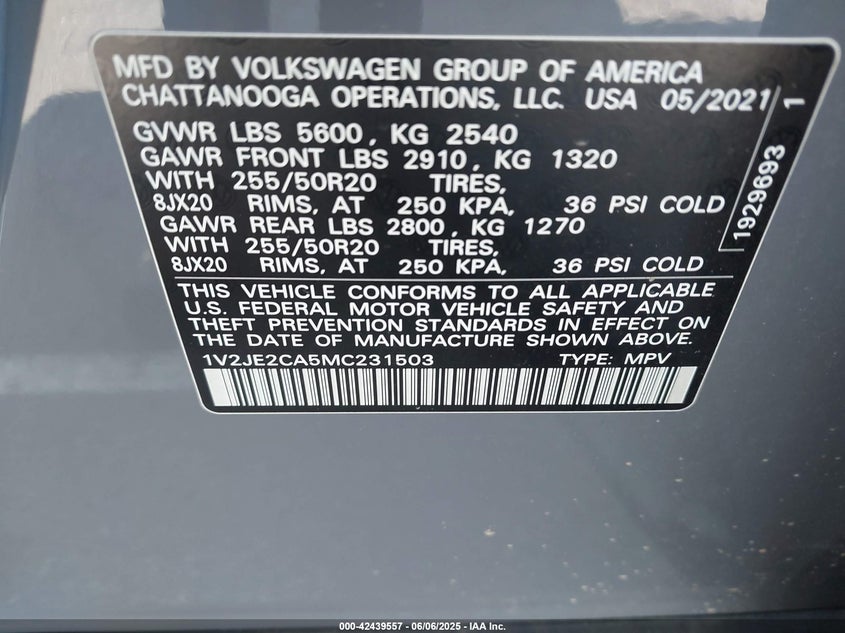 MFD BY VOLKSWAGEN GROUP OF AMERICA
CHATTANOOGA OPERATIONS, LLC. USA 05/2021
GVWR LBS 5600, KG 2540
GAWR FRONT LBS 2910, KG 1320
WITH 255/50R20 TIRES,
8JX20 RIMS, AT 250 KPA, 36 PSI COLD
GAWR REAR LBS 2800, KG 1270
WITH 255/50R20 TIRES,
8JX20 RIMS, AT 250 KPA, 36 PSI COLD
THIS VEHICLE CONFORMS TO ALL APPLICABLE
U.S. FEDERAL MOTOR VEHICLE SAFETY AND
THEFT PREVENTION STANDARDS IN EFFECT ON
THE DATE OF MANUFACTURE SHOWN ABOVE.
1V2JE2CA5MC231503 TYPE: MPV
1929693 1
000-42439557 - 06/06/2025 - IAA Inc.